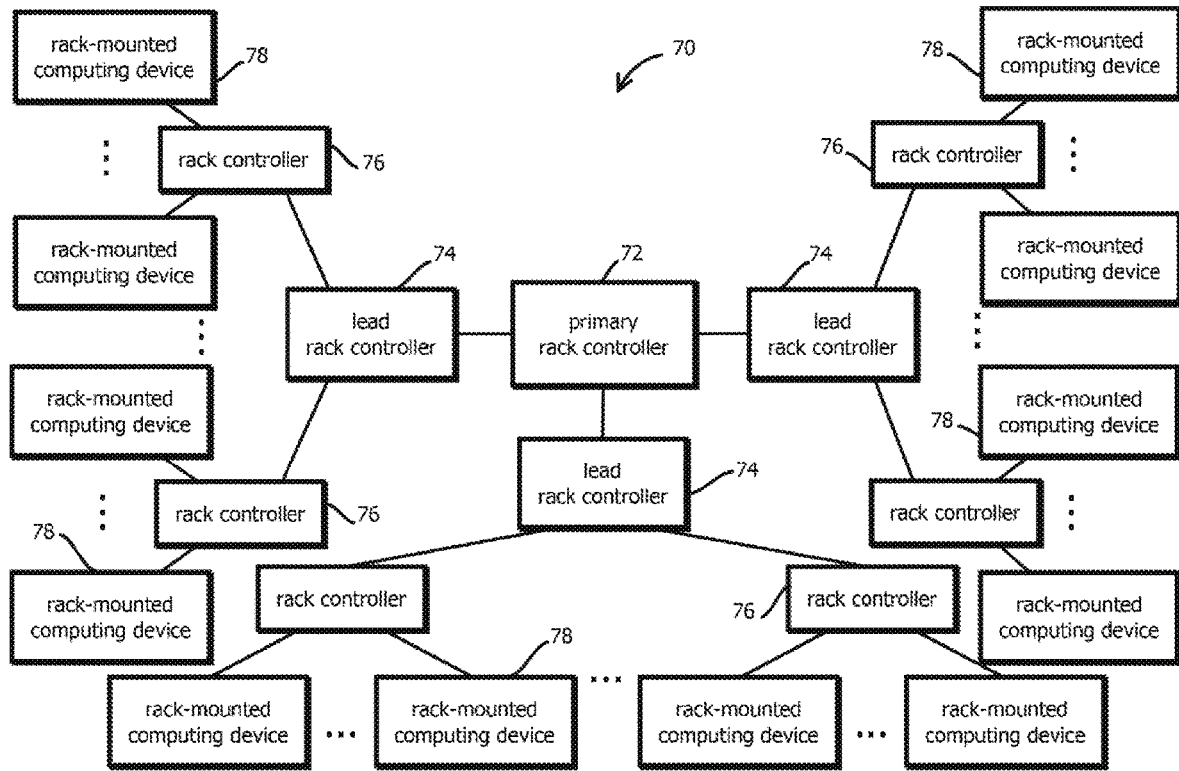 rack-mounted
computing device
78
70
78
rack-mounted
computing device
rack controller
76
76
rack controller
rack-mounted
computing device
rack-mounted
computing device
74
72
74
lead
rack controller
primary
rack controller
lead
rack controller
rack-mounted
computing device
rack-mounted
computing device
78
lead
rack controller
74
rack controller
76
rack controller
78
rack-mounted
computing device
rack controller
76
rack controller
rack-mounted
computing device
78
rack-mounted
computing device
rack-mounted
computing device
rack-mounted
computing device
rack-mounted
computing device